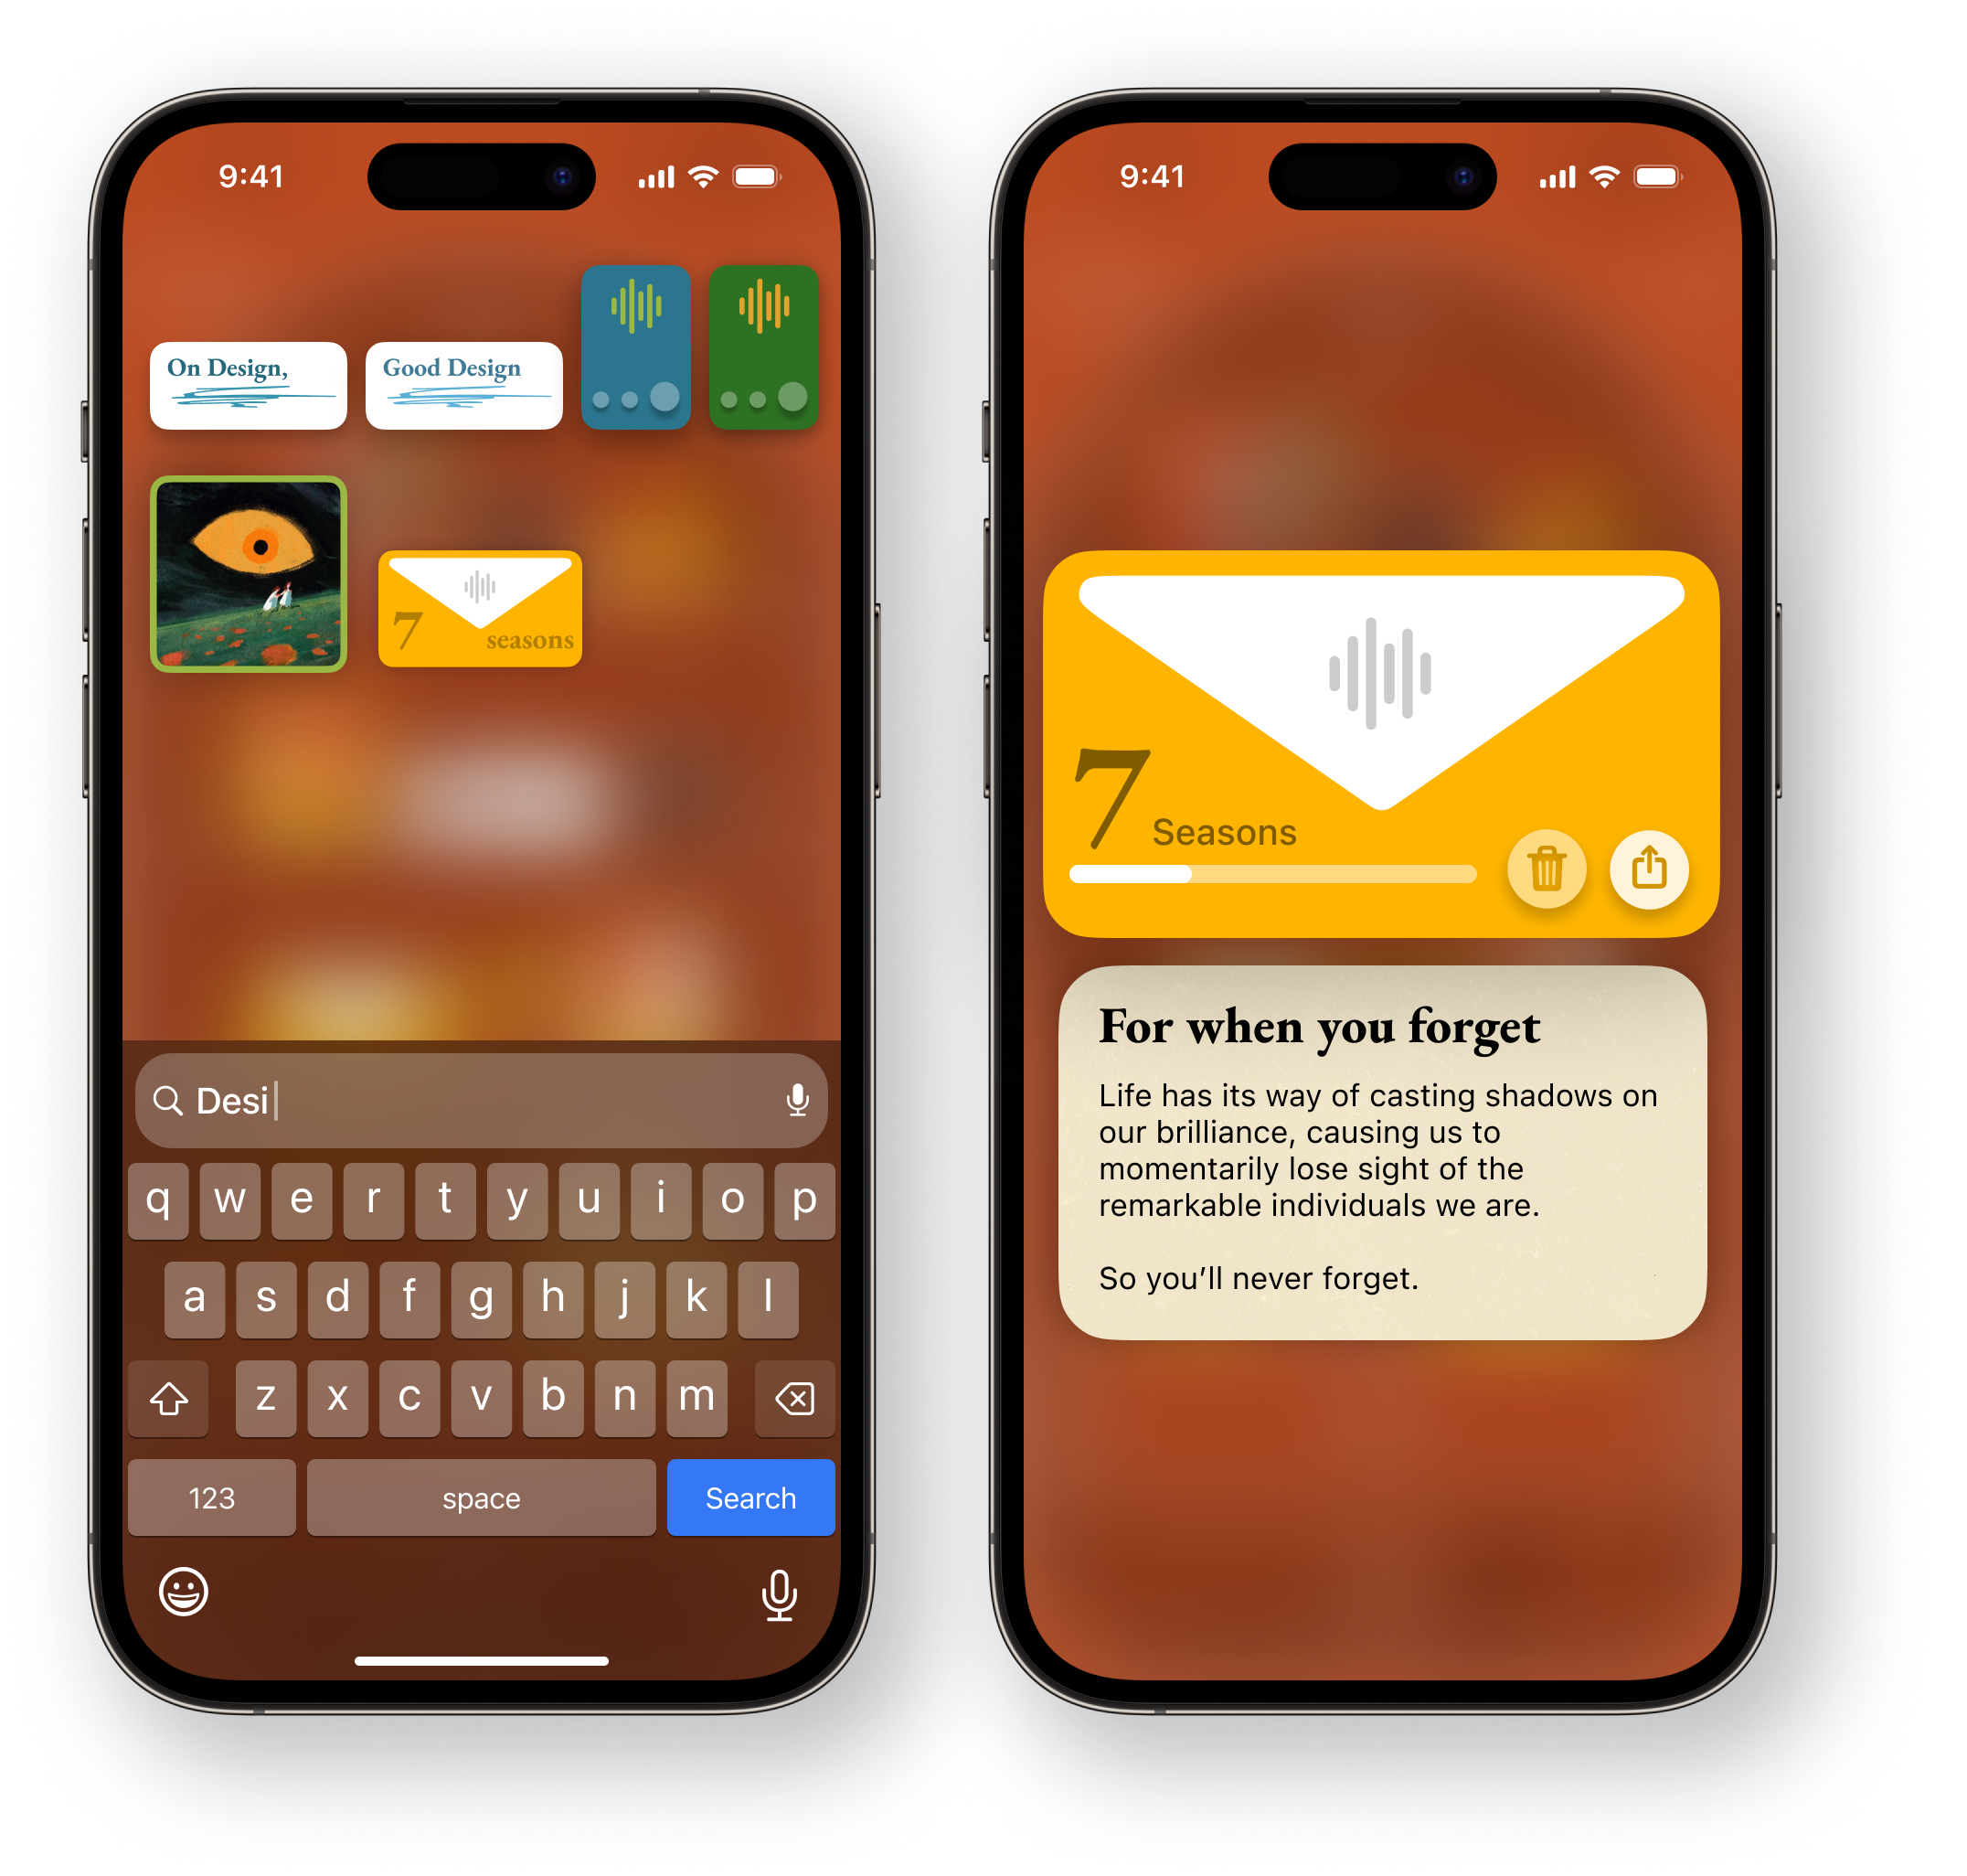 9:41
On Design,
Good Design
7
seasons
Desi
q w e r t y u i o p
a s d f g h j k l
z x c v b n m
123 space Search
9:41
7 Seasons
For when you forget
Life has its way of casting shadows on
our brilliance, causing us to
momentarily lose sight of the
remarkable individuals we are.
So you’ll never forget.